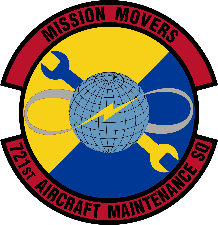 MISSION MOVERS
721ST AIRCRAFT MAINTENANCE SQ